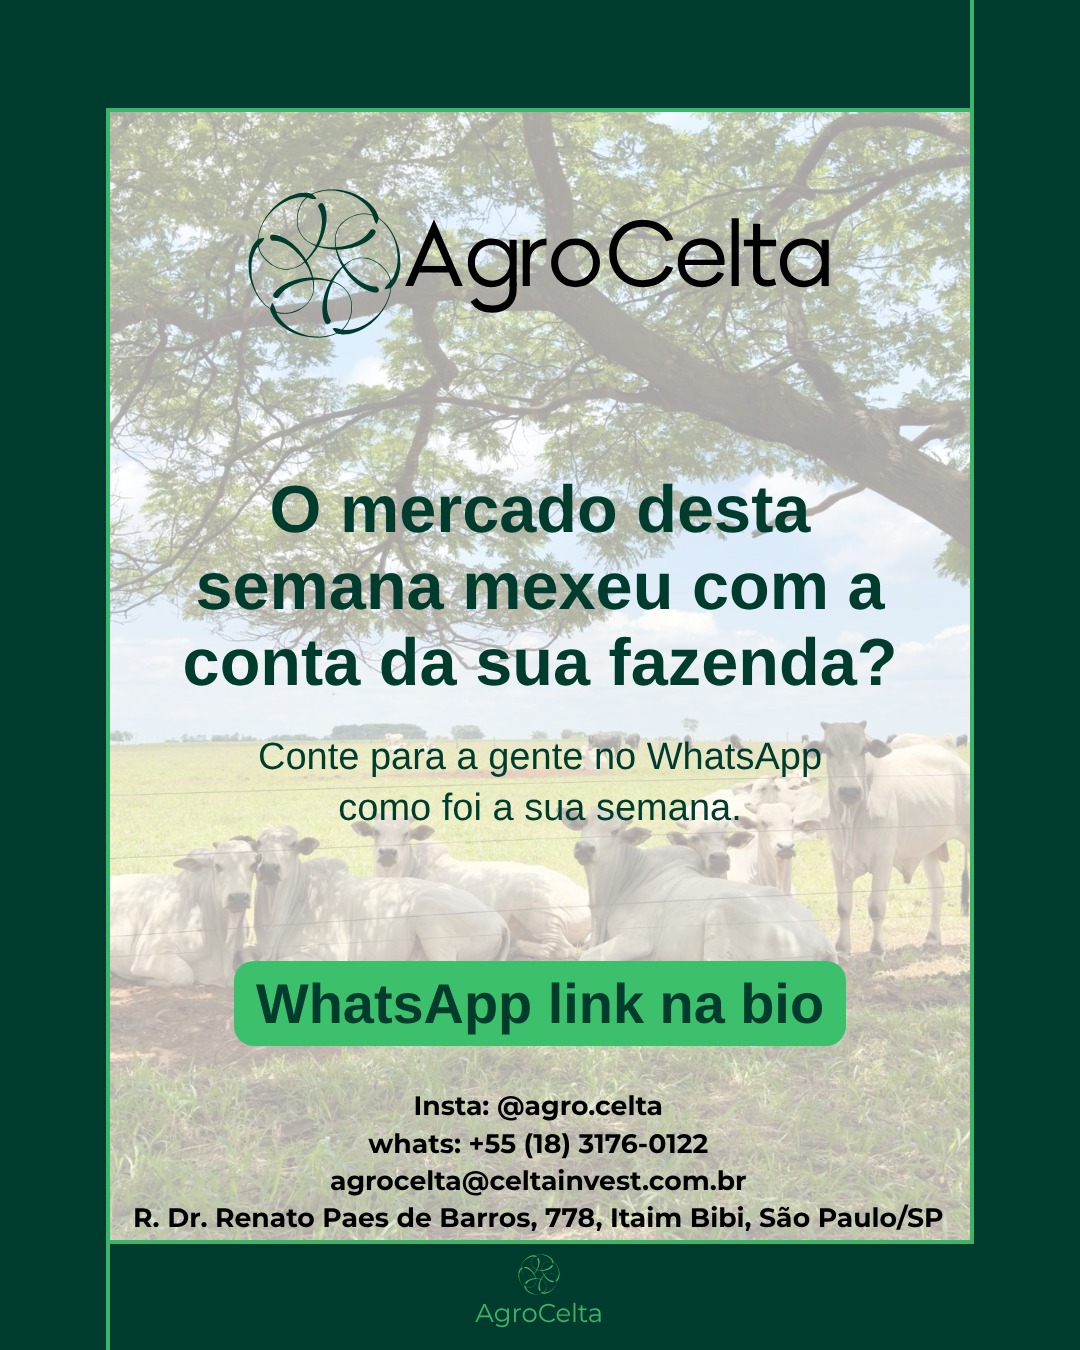 AgroCelta
O mercado desta
semana mexeu com a
conta da sua fazenda?
Conte para a gente no WhatsApp
como foi a sua semana.
WhatsApp link na bio
Insta: @agro.celta
whats: +55 (18) 3176-0122
agrocelta@celtainvest.com.br
R. Dr. Renato Paes de Barros, 778, Itaim Bibi, São Paulo/SP
AgroCelta